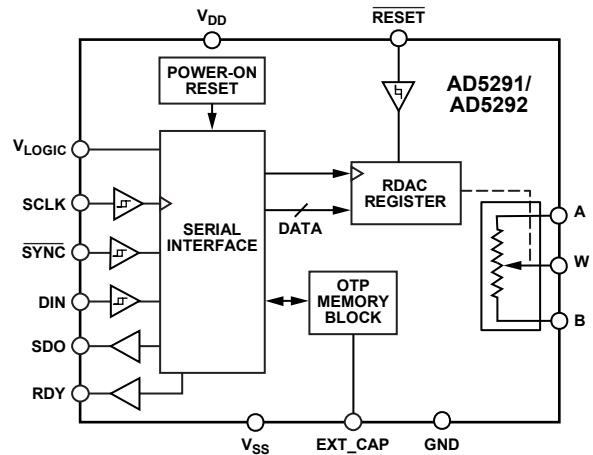 VDD
RESET
POWER-ON
RESET
AD5291/
AD5292
VLOGIC
SCLK
SYNC
DIN
SDO
RDY
SERIAL
INTERFACE
DATA
RDAC
REGISTER
OTP
MEMORY
BLOCK
A
W
B
VSS
EXT_CAP
GND